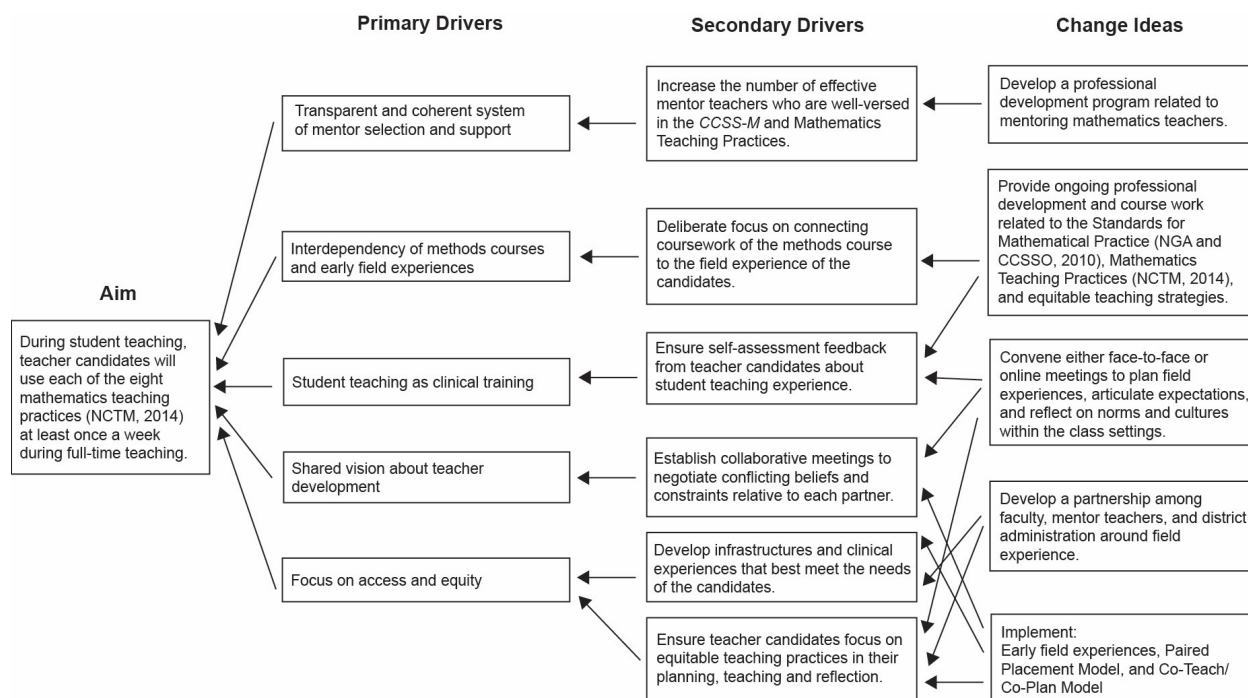 Primary Drivers
Secondary Drivers
Change Ideas
Transparent and coherent system
of mentor selection and support
Increase the number of effective
mentor teachers who are well-versed
in the CCSS-M and Mathematics
Teaching Practices.
Develop a professional
development program related to
mentoring mathematics teachers.
Interdependency of methods courses
and early field experiences
Deliberate focus on connecting
coursework of the methods course
to the field experience of the
candidates.
Provide ongoing professional
development and course work
related to the Standards for
Mathematical Practice (NGA and
CCSSO, 2010), Mathematics
Teaching Practices (NCTM, 2014),
and equitable teaching strategies.
Aim
During student teaching,
teacher candidates will
use each of the eight
mathematics teaching
practices (NCTM, 2014)
at least once a week
during full-time teaching.
Student teaching as clinical training
Ensure self-assessment feedback
from teacher candidates about
student teaching experience.
Convene either face-to-face or
online meetings to plan field
experiences, articulate expectations,
and reflect on norms and cultures
within the class settings.
Shared vision about teacher
development
Establish collaborative meetings to
negotiate conflicting beliefs and
constraints relative to each partner.
Develop a partnership among
faculty, mentor teachers, and district
administration around field
experience.
Focus on access and equity
Develop infrastructures and clinical
experiences that best meet the needs
of the candidates.
Ensure teacher candidates focus on
equitable teaching practices in their
planning, teaching and reflection.
Implement:
Early field experiences, Paired
Placement Model, and Co-Teach/
Co-Plan Model